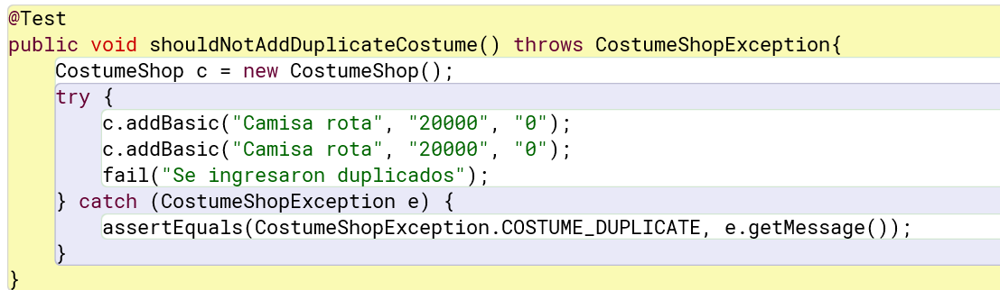 @Test
public void shouldNotAddDuplicateCostume() throws CostumeShopException{
    CostumeShop c = new CostumeShop();
    try {
        c.addBasic("Camisa rota", "20000", "0");
        c.addBasic("Camisa rota", "20000", "0");
        fail("Se ingresaron duplicados");
    } catch (CostumeShopException e) {
        assertEquals(CostumeShopException.COSTUME_DUPLICATE, e.getMessage());
    }
}